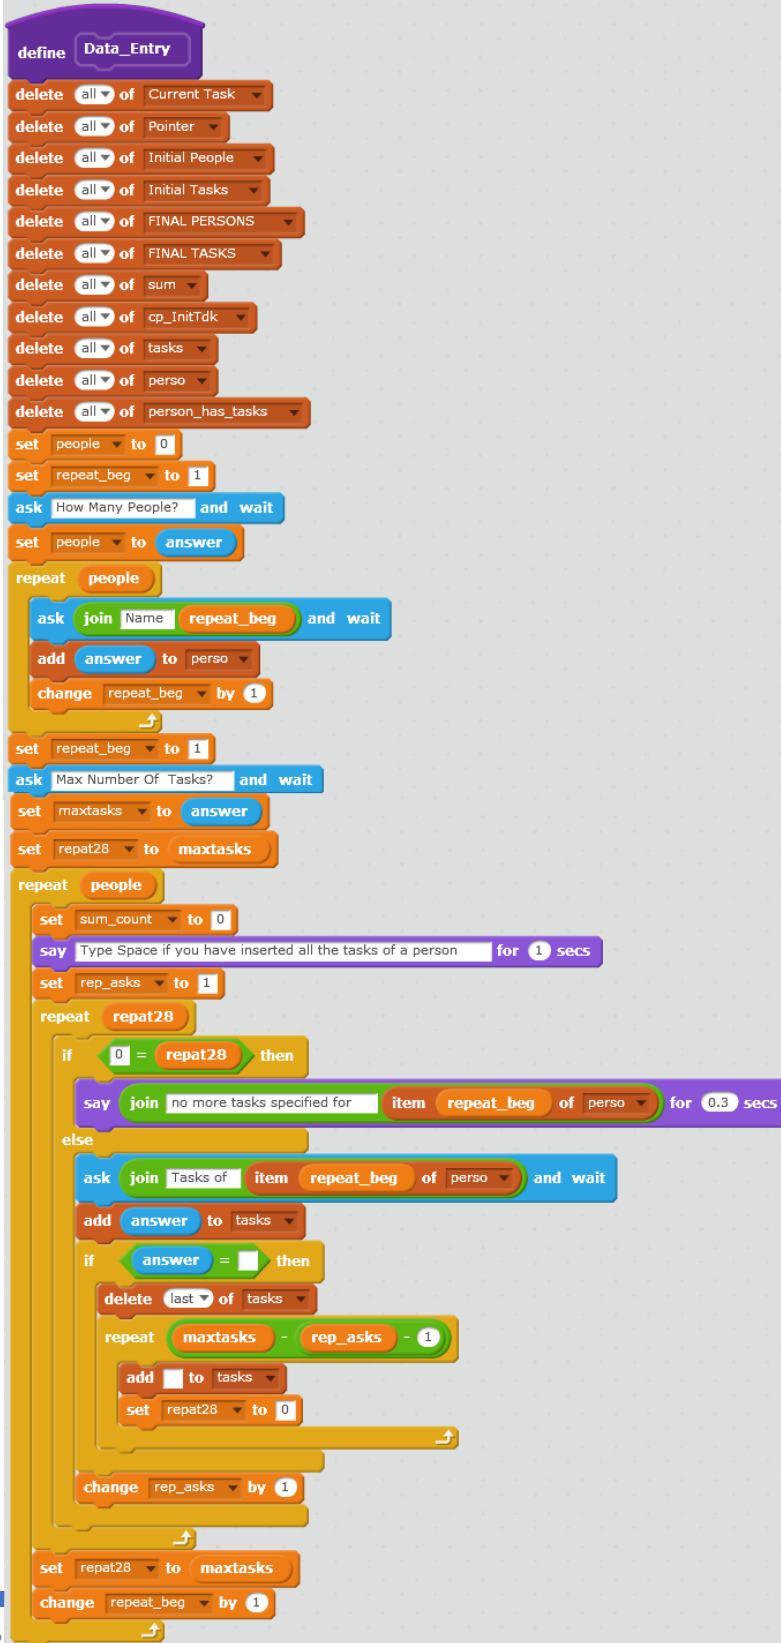 define Data_Entry
delete all of Current Task
delete all of Pointer
delete all of Initial People
delete all of Initial Tasks
delete all of FINAL PERSONS
delete all of FINAL TASKS
delete all of sum
delete all of cp_InitTdk
delete all of tasks
delete all of perso
delete all of person_has_tasks
set people to 0
set repeat_beg to 1
ask How Many People? and wait
set people to answer
repeat people
ask join Name repeat_beg and wait
add answer to perso
change repeat_beg by 1
set repeat_beg to 1
ask Max Number Of Tasks? and wait
set maxtasks to answer
set repat28 to maxtasks
repeat people
set sum_count to 0
say Type Space if you have inserted all the tasks of a person for 1 secs
set rep_asks to 1
repeat repat28
if 0 = repat28 then
say join no more tasks specified for item repeat_beg of perso for 0.3 secs
else
ask join Tasks of item repeat_beg of perso and wait
add answer to tasks
if answer = then
delete last of tasks
repeat maxtasks - rep_asks - 1
add to tasks
set repat28 to 0
change rep_asks by 1
set repat28 to maxtasks
change repeat_beg by 1